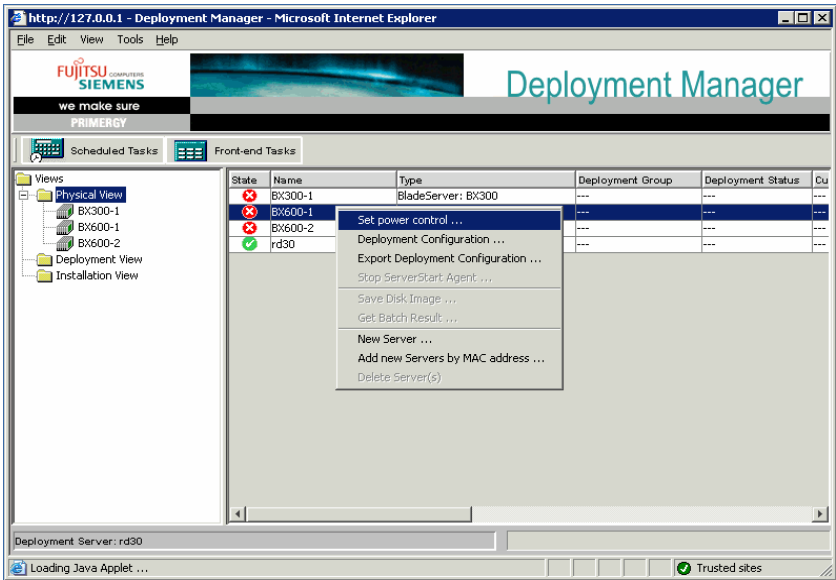 http://127.0.0.1 - Deployment Manager - Microsoft Internet Explorer
File Edit View Tools Help
FUJITSU COMPUTERS
SIEMENS
we make sure
PRIMERGY
Deployment Manager
Scheduled Tasks Front-end Tasks
Views
Physical View
BX300-1
BX600-1
BX600-2
Deployment View
Installation View
State Name Type Deployment Group Deployment Status Cu
BX300-1 BladeServer: BX300 --- --- ---
BX600-1 --- --- ---
BX600-2 --- --- ---
rd30 --- --- ---
Set power control ...
Deployment Configuration ...
Export Deployment Configuration ...
Stop ServerStart Agent ...
Save Disk Image ...
Get Batch Result ...
New Server ...
Add new Servers by MAC address ...
Delete Server(s)
Deployment Server: rd30
Loading Java Applet ...
Trusted sites